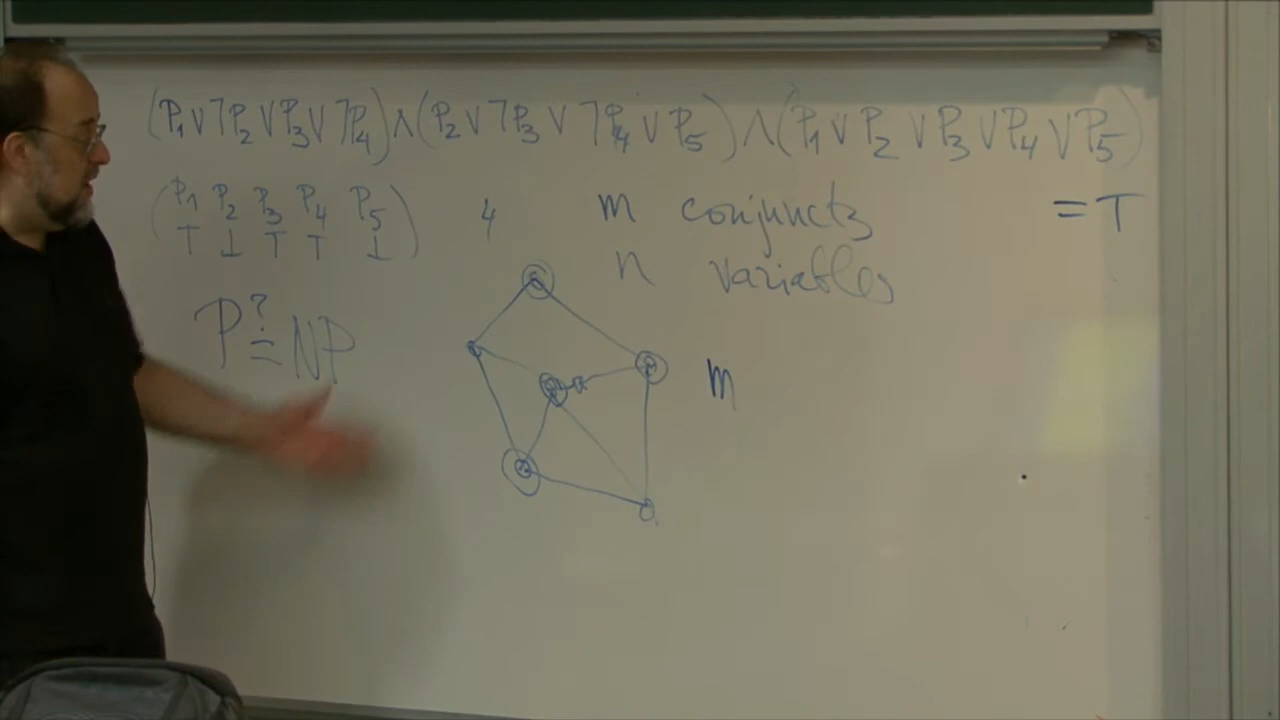 (P₁ ∨ ¬P₂ ∨ P₃ ∨ ¬P₄) ∧ (P₂ ∨ ¬P₃ ∨ ¬P₄ ∨ P₅) ∧ (P₁ ∨ P₂ ∨ P₃ ∨ P₄ ∨ P₅)
(P₁ P₂ P₃ P₄ P₅) 4 m conjuncts = T
T ⊥ T T ⊥ n variables
P ?= NP
m